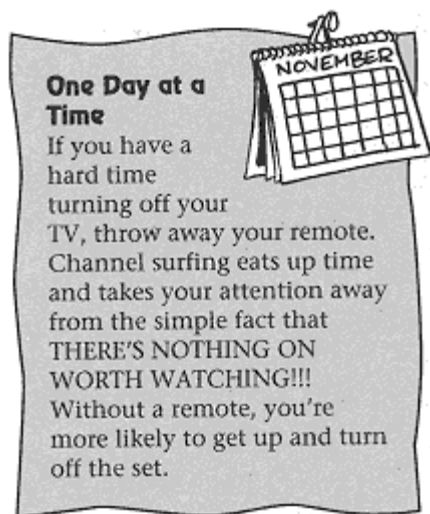 NOVEMBER
One Day at a
Time
If you have a
hard time
turning off your
TV, throw away your remote.
Channel surfing eats up time
and takes your attention away
from the simple fact that
THERE'S NOTHING ON
WORTH WATCHING!!!
Without a remote, you're
more likely to get up and turn
off the set.